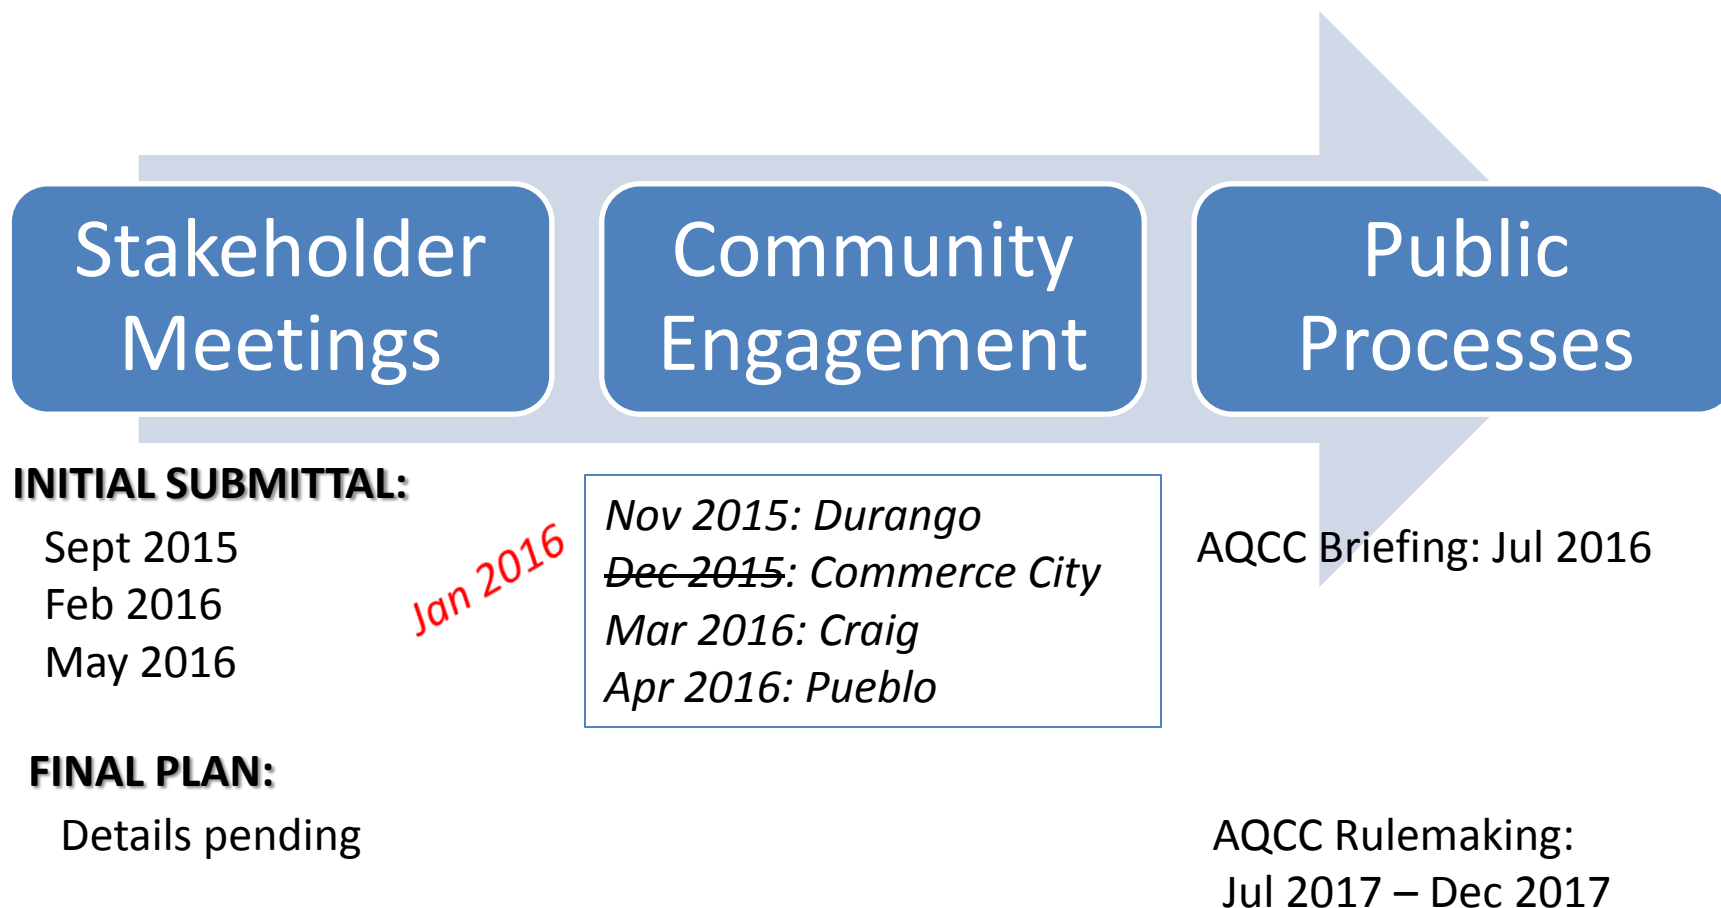 Stakeholder
Meetings
Community
Engagement
Public
Processes
INITIAL SUBMITTAL:
Sept 2015
Feb 2016
May 2016
Jan 2016
Nov 2015: Durango
Dec 2015: Commerce City
Mar 2016: Craig
Apr 2016: Pueblo
AQCC Briefing: Jul 2016
FINAL PLAN:
Details pending
AQCC Rulemaking:
Jul 2017 – Dec 2017